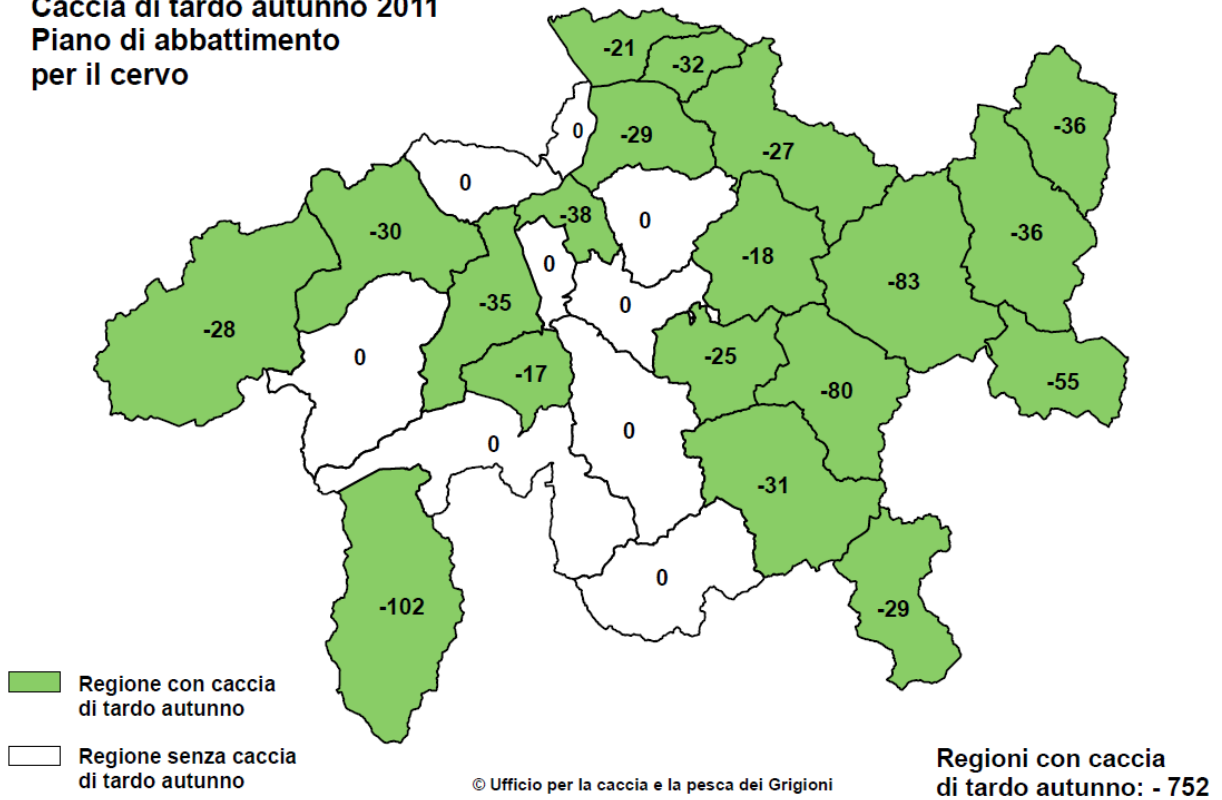 Caccia di tardo autunno 2011
Piano di abbattimento
per il cervo
-21
-32
-36
0
-29
-27
0
-38
0
-30
-36
0
-18
-83
-35
0
-28
0
-25
-17
-55
-80
0
0
-31
0
-102
-29
Regione con caccia
di tardo autunno
Regione senza caccia
di tardo autunno
© Ufficio per la caccia e la pesca dei Grigioni
Regioni con caccia
di tardo autunno: - 752